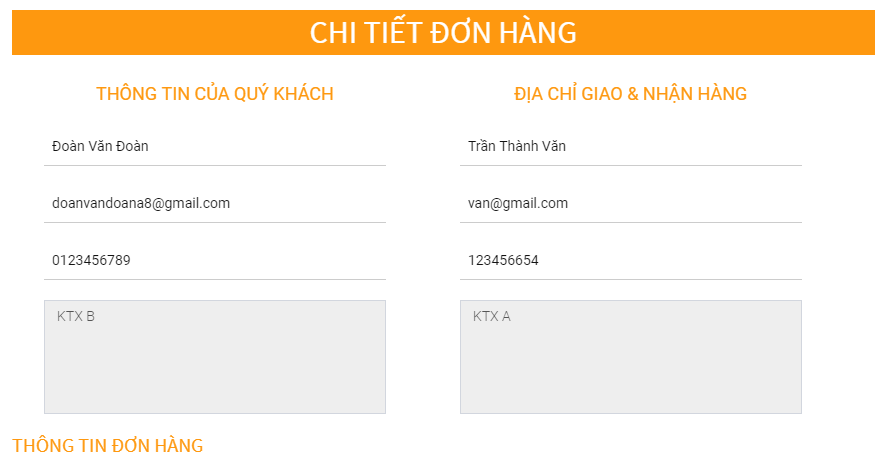 CHI TIẾT ĐƠN HÀNG
THÔNG TIN CỦA QUÝ KHÁCH
Đoàn Văn Đoàn
doanvandoana8@gmail.com
0123456789
KTX B
ĐỊA CHỈ GIAO & NHẬN HÀNG
Trần Thành Văn
van@gmail.com
123456654
KTX A
THÔNG TIN ĐƠN HÀNG